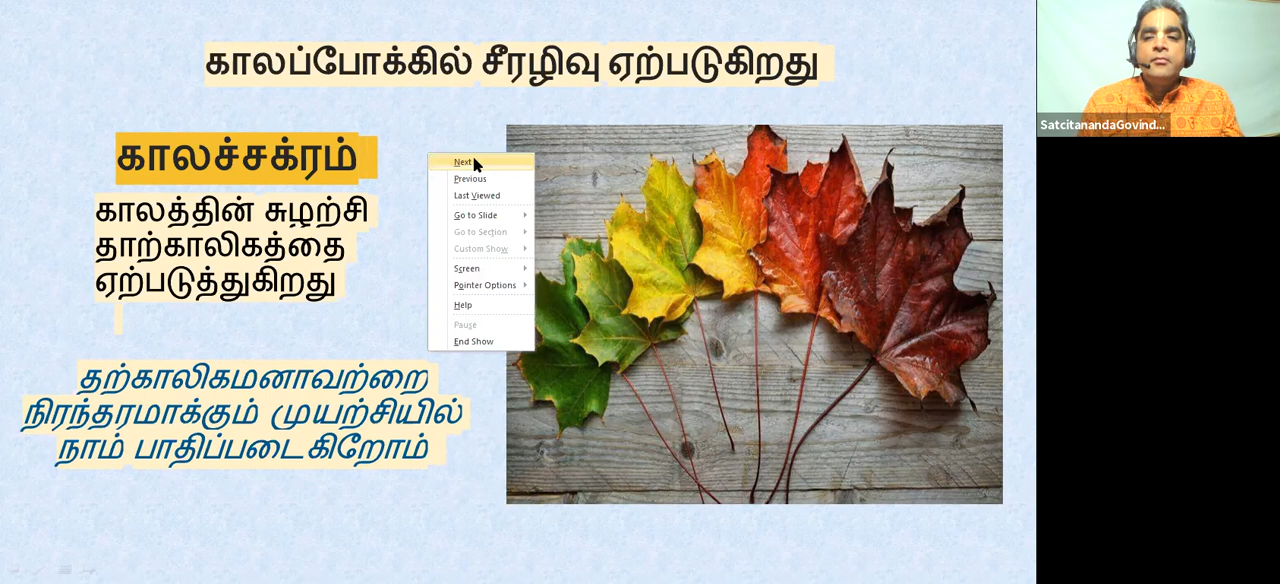 காலப்போக்கில் சீரழிவு ஏற்படுகிறது
காலச்சக்ரம்
காலத்தின் சுழற்சி
தாற்காலிகத்தை
ஏற்படுத்துகிறது
தற்காலிகமனாவற்றை
நிரந்தரமாக்கும் முயற்சியில்
நாம் பாதிப்படைகிறோம்
Next
Previous
Last Viewed
Go to Slide
Go to Section
Custom Show
Screen
Pointer Options
Help
Pause
End Show
SatcitanandaGovind...